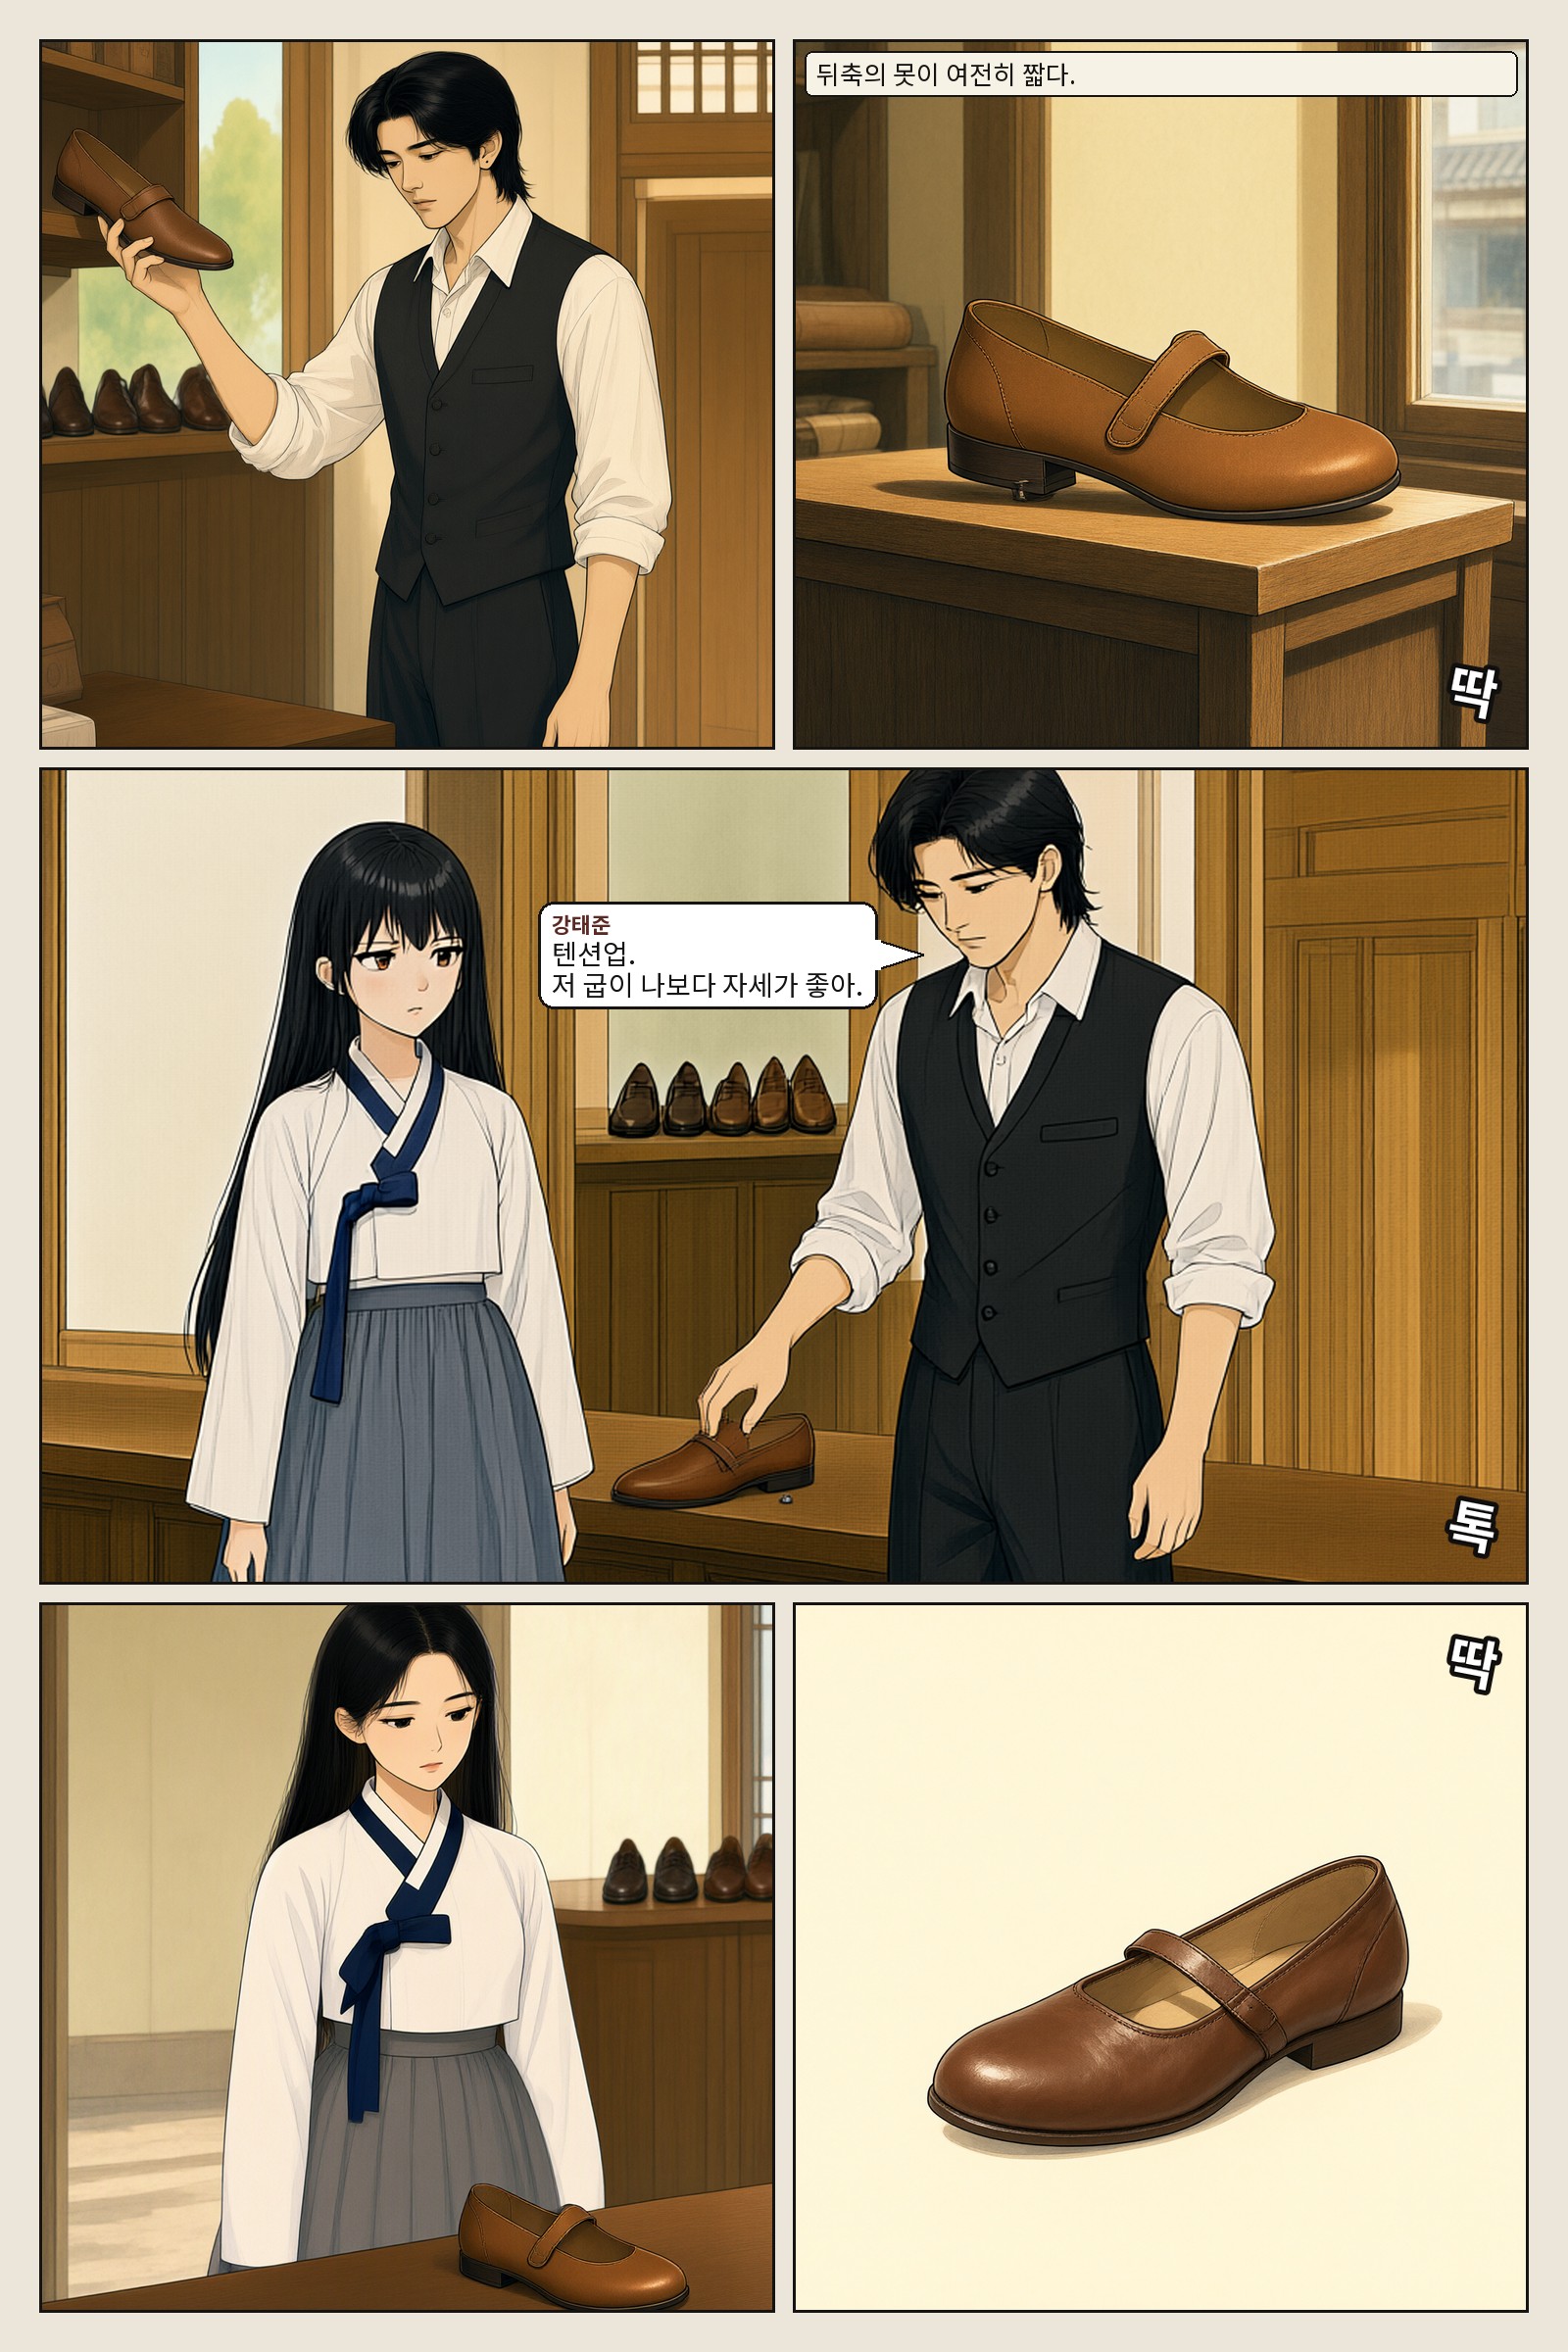 뒤축의 못이 여전히 짧다.
딱
강태준
텐션업.
저 굽이 나보다 자세가 좋아.
톡
딱